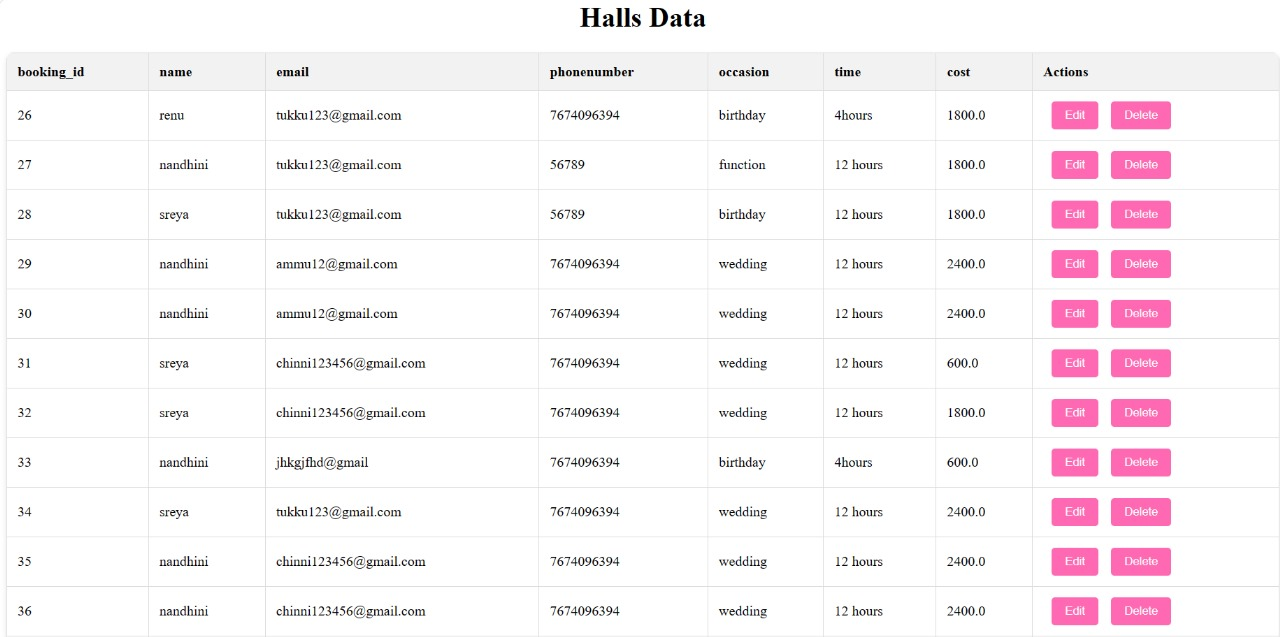 Halls Data
booking_id name email phonenumber occasion time cost Actions
26 renu tukku123@gmail.com 7674096394 birthday 4hours 1800.0 Edit Delete
27 nandhini tukku123@gmail.com 56789 function 12 hours 1800.0 Edit Delete
28 sreya tukku123@gmail.com 56789 birthday 12 hours 1800.0 Edit Delete
29 nandhini ammu12@gmail.com 7674096394 wedding 12 hours 2400.0 Edit Delete
30 nandhini ammu12@gmail.com 7674096394 wedding 12 hours 2400.0 Edit Delete
31 sreya chinni123456@gmail.com 7674096394 wedding 12 hours 600.0 Edit Delete
32 sreya chinni123456@gmail.com 7674096394 wedding 12 hours 1800.0 Edit Delete
33 nandhini jhkgjfhd@gmail 7674096394 birthday 4hours 600.0 Edit Delete
34 sreya tukku123@gmail.com 7674096394 wedding 12 hours 2400.0 Edit Delete
35 nandhini chinni123456@gmail.com 7674096394 wedding 12 hours 2400.0 Edit Delete
36 nandhini chinni123456@gmail.com 7674096394 wedding 12 hours 2400.0 Edit Delete